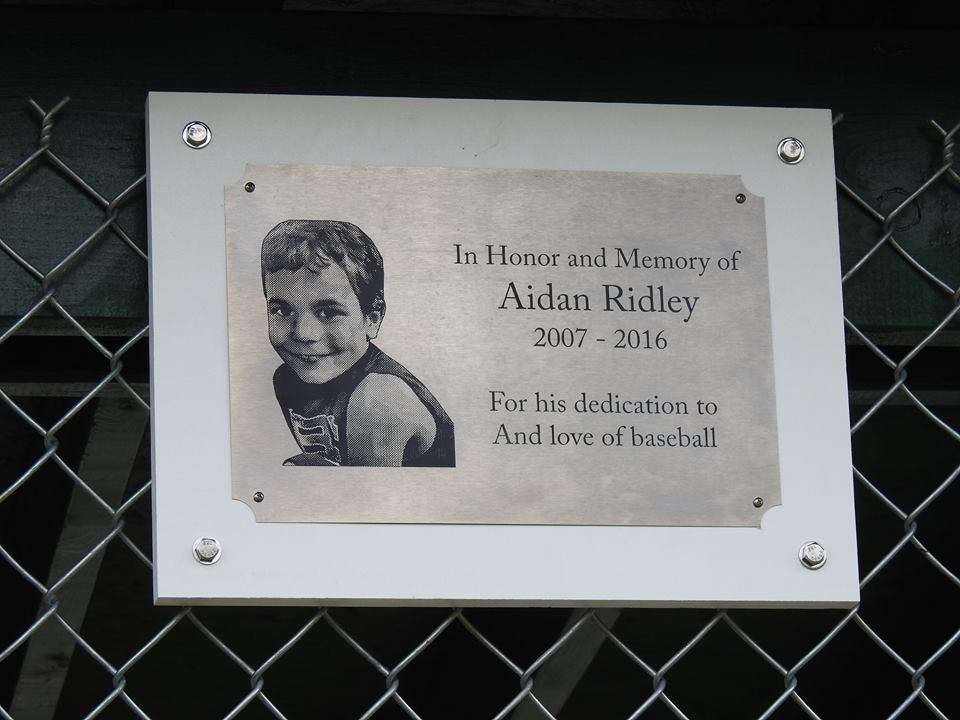 In Honor and Memory of
Aidan Ridley
2007 - 2016
For his dedication to
And love of baseball